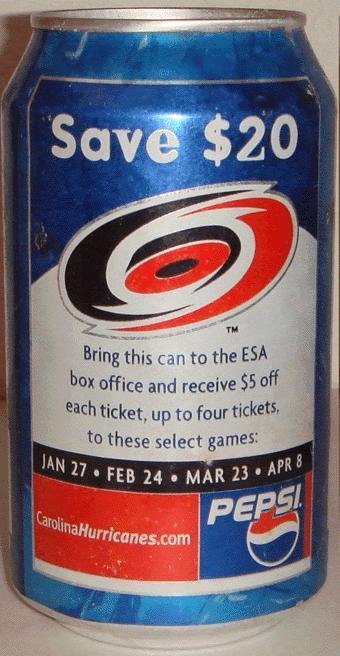 Save $20
TM
Bring this can to the ESA
box office and receive $5 off
each ticket, up to four tickets,
to these select games:
JAN 27 • FEB 24 • MAR 23 • APR 8
CarolinaHurricanes.com
PEPSI